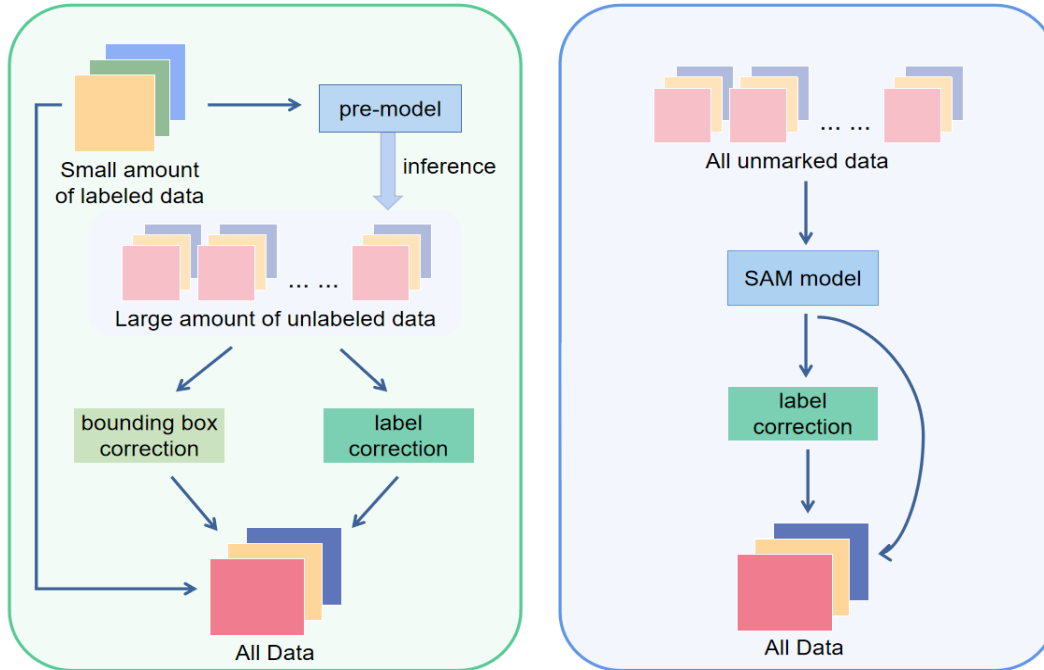 pre-model
Small amount
of labeled data
inference
... ...
Large amount of unlabeled data
bounding box
correction
label
correction
All Data
... ...
All unmarked data
SAM model
label
correction
All Data